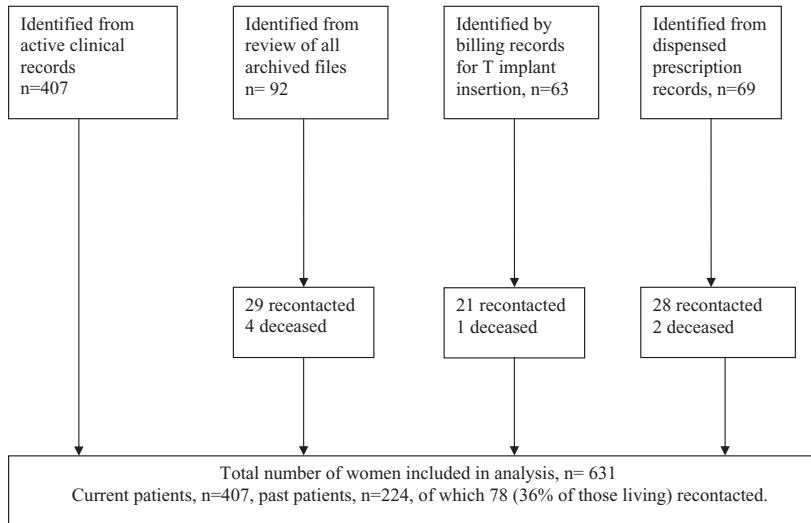 Identified from
active clinical
records
n=407
Identified from
review of all
archived files
n= 92
Identified by
billing records
for T implant
insertion, n=63
Identified from
dispensed
prescription
records, n=69
29 recontacted
4 deceased
21 recontacted
1 deceased
28 recontacted
2 deceased
Total number of women included in analysis, n= 631
Current patients, n=407, past patients, n=224, of which 78 (36% of those living) recontacted.